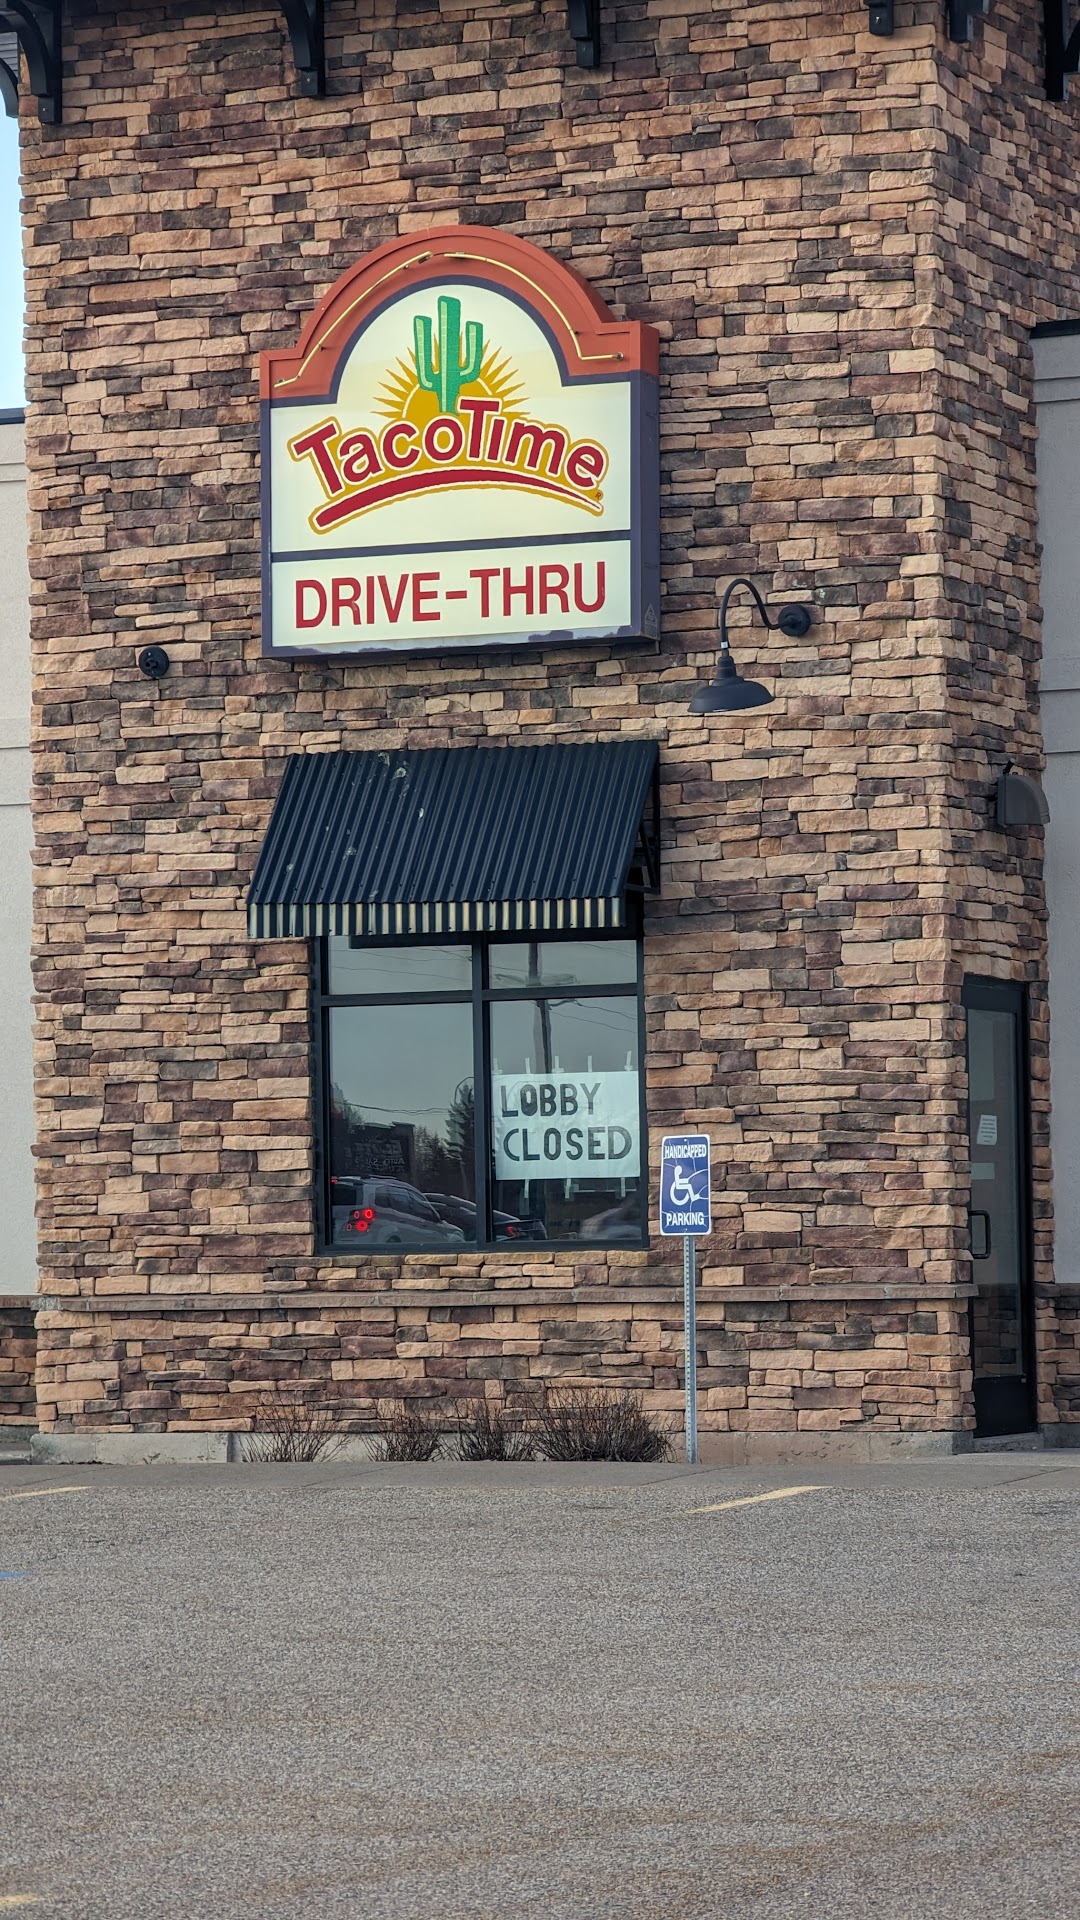 TacoTime
DRIVE-THRU
LOBBY
CLOSED
HANDICAPPED
PARKING